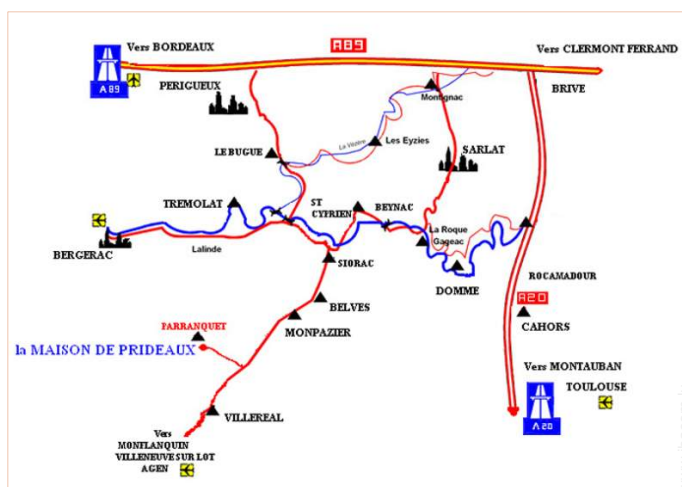 Vers BORDEAUX
A89
Vers CLERMONT FERRAND
A 89
PERIGUEUX
BRIVE
Montignac
La Vézère
Les Eyzies
LE BUGUE
SARLAT
TREMOLAT
ST
CYPRIEN
BEYNAC
La Roque
Gageac
BERGERAC
Lalinde
SIORAC
DOMME
ROCAMADOUR
BELVES
A20
MONPAZIER
CAHORS
PARRANQUET
la MAISON DE PRIDEAUX
Vers MONTAUBAN
TOULOUSE
VILLEREAL
A 20
Vers
MONFLANQUIN
VILLENEUVE SUR LOT
AGEN